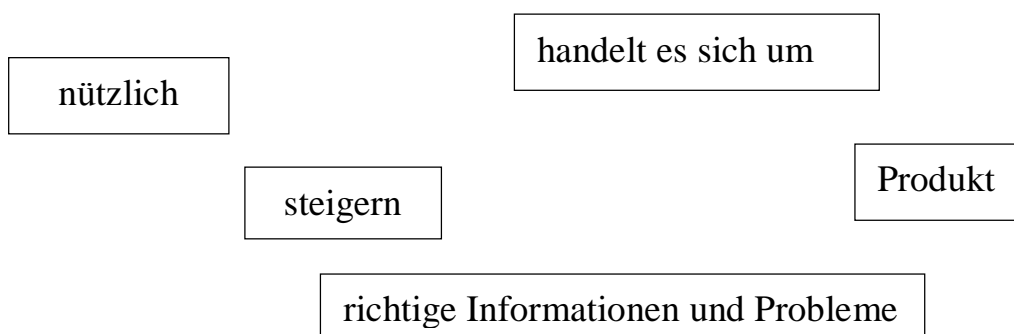 handelt es sich um
nützlich
Produkt
steigern
richtige Informationen und Probleme